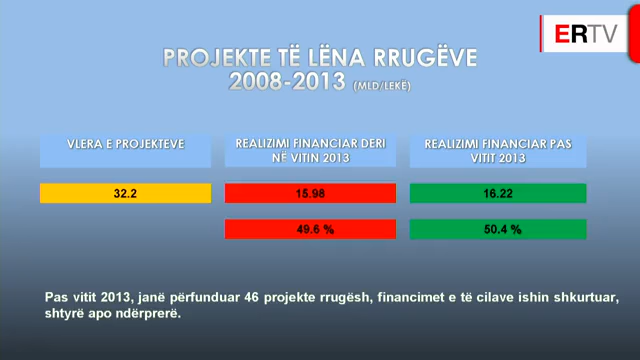 ERTV
PROJEKTE TË LËNA RRUGËVE
2008-2013 (MLD/LEKË)
VLERA E PROJEKTEVE
REALIZIMI FINANCIAR DERI
NË VITIN 2013
REALIZIMI FINANCIAR PAS
VITIT 2013
32.2
15.98
16.22
49.6 %
50.4 %
Pas vitit 2013, janë përfunduar 46 projekte rrugësh, financimet e të cilave ishin shkurtuar,
shtyrë apo ndërprerë.